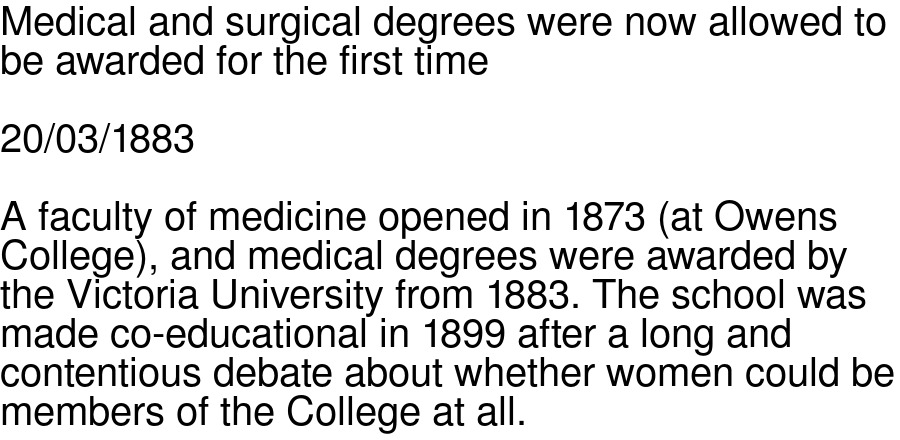 Medical and surgical degrees were now allowed to
be awarded for the first time
20/03/1883
A faculty of medicine opened in 1873 (at Owens
College), and medical degrees were awarded by
the Victoria University from 1883. The school was
made co-educational in 1899 after a long and
contentious debate about whether women could be
members of the College at all.